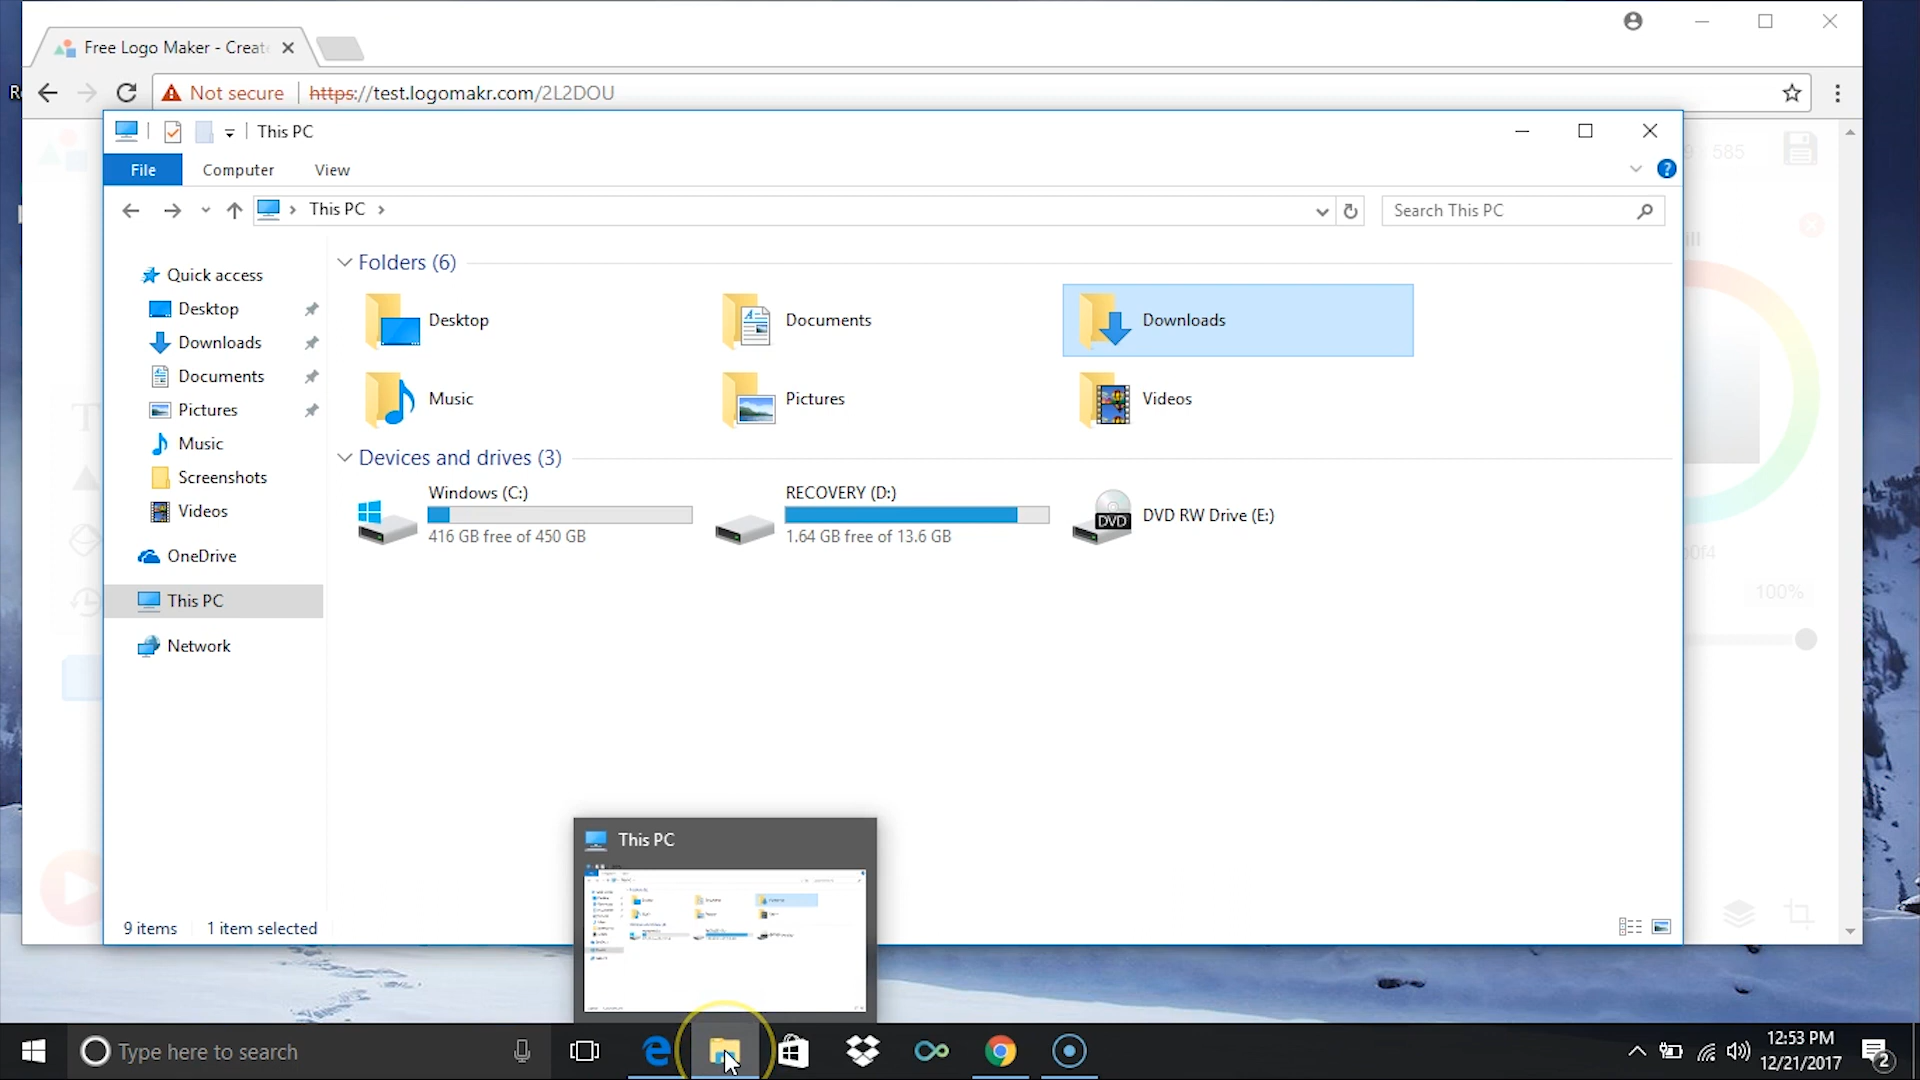 Free Logo Maker - Creat
Not secure
https://test.logomakr.com/2L2DOU
This PC
File
Computer
View
585
This PC
Search This PC
Quick access
Desktop
Downloads
Documents
Pictures
Music
Screenshots
Videos
OneDrive
This PC
Network
Folders (6)
Desktop
Documents
Downloads
Music
Pictures
Videos
Devices and drives (3)
Windows (C:)
416 GB free of 450 GB
RECOVERY (D:)
1.64 GB free of 13.6 GB
DVD
DVD RW Drive (E:)
100%
9 items
1 item selected
This PC
Type here to search
12:53 PM
12/21/2017
2